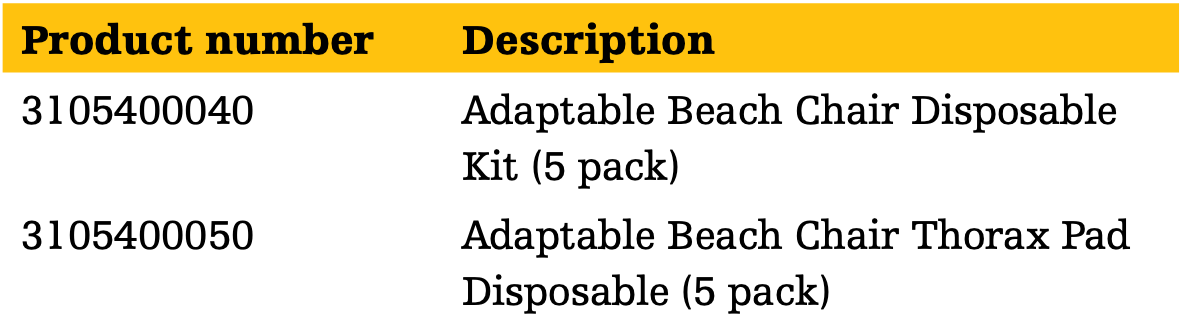 Product number Description
3105400040 Adaptable Beach Chair Disposable
Kit (5 pack)
3105400050 Adaptable Beach Chair Thorax Pad
Disposable (5 pack)